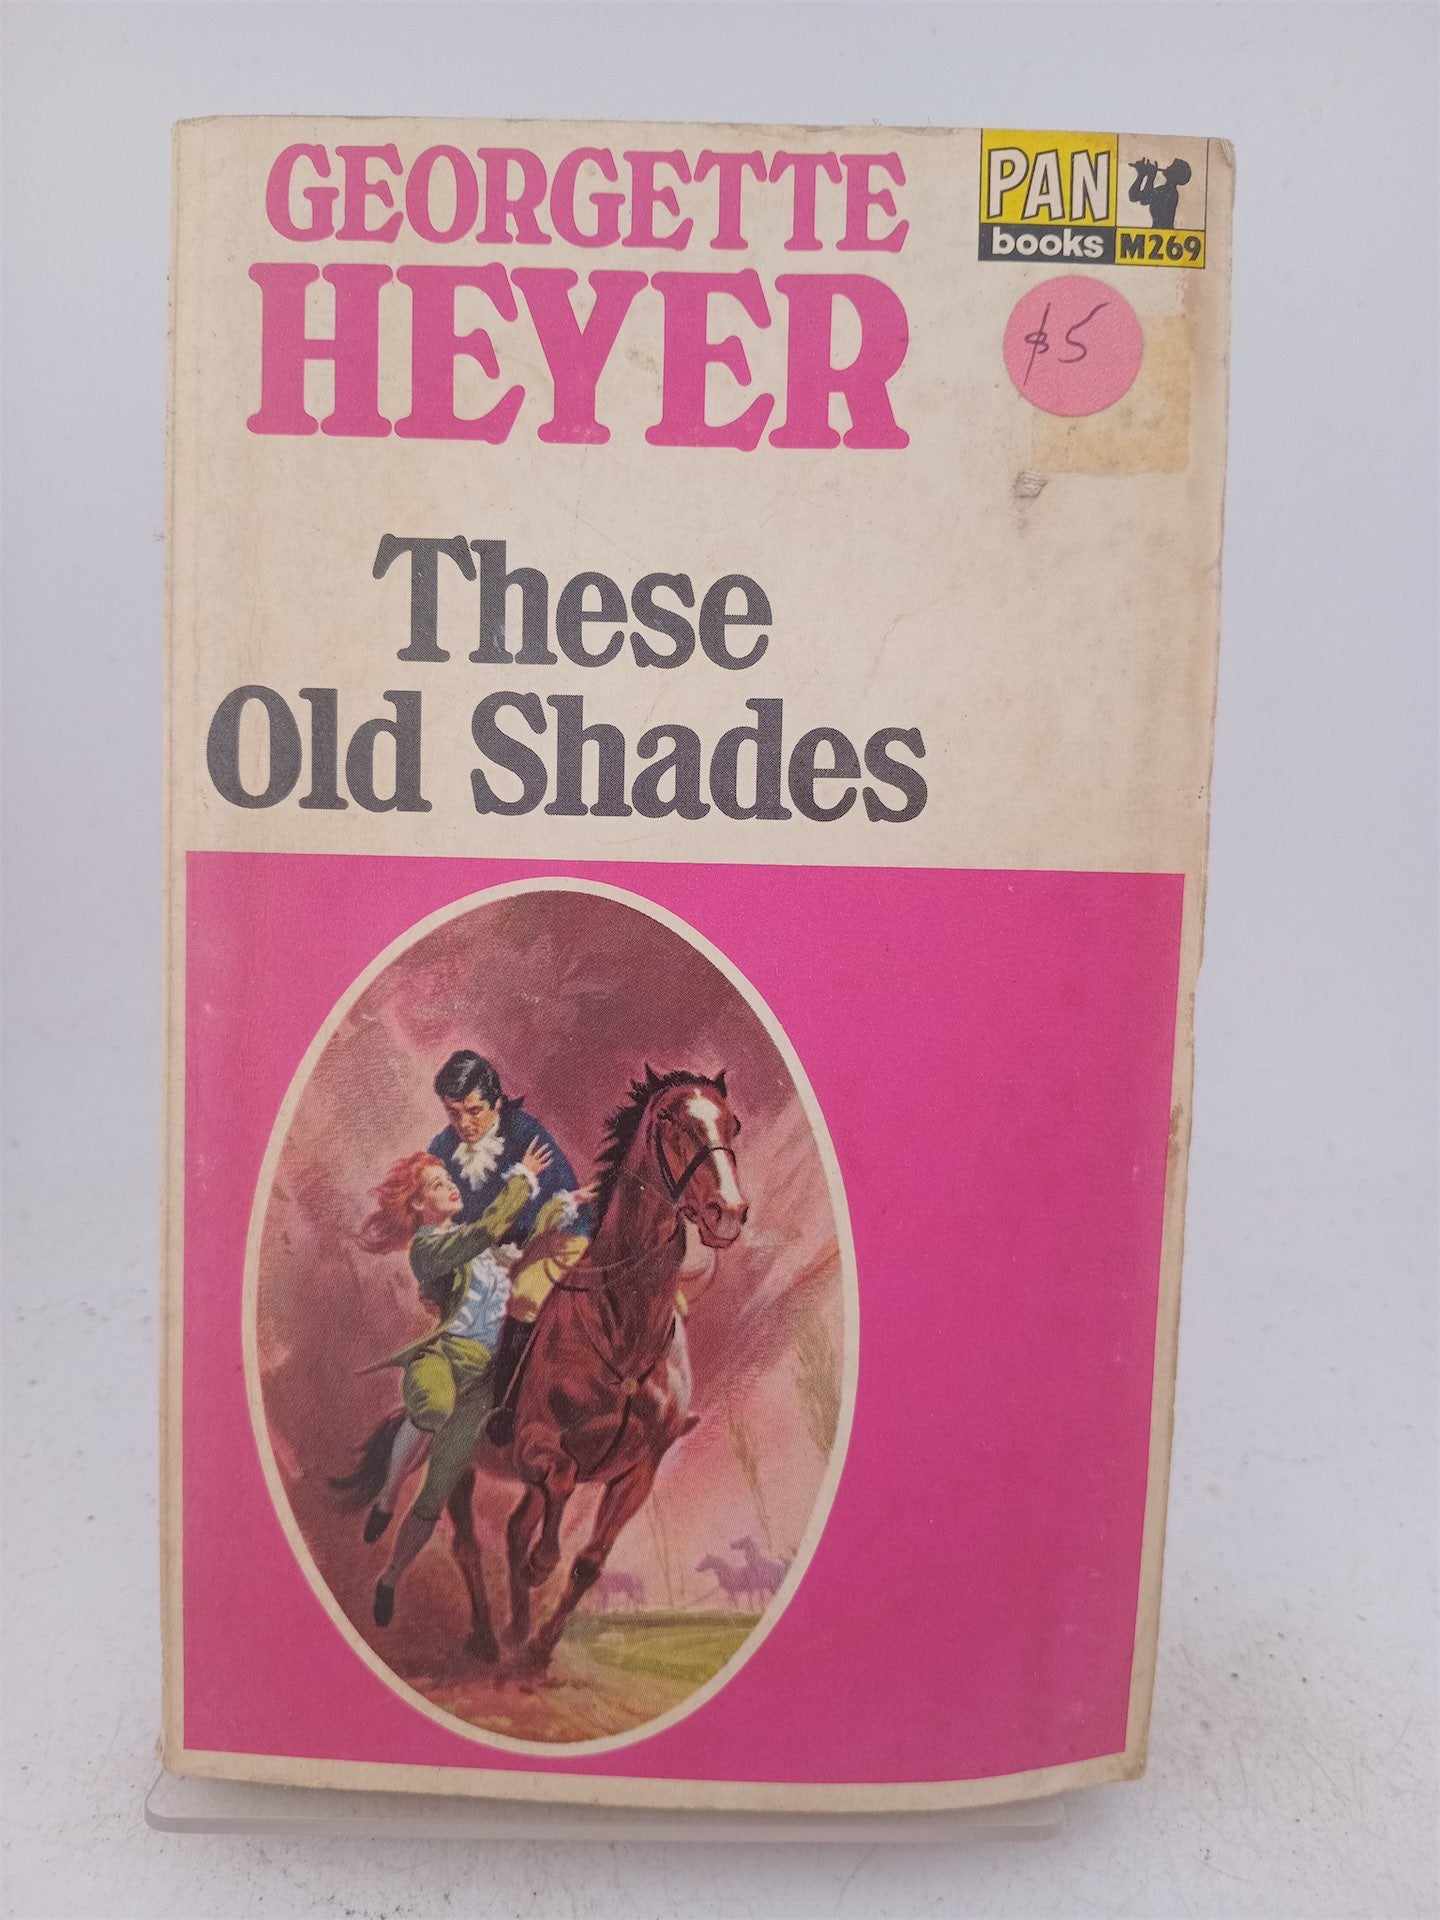 GEORGETTE
HEYER
PAN
books M269
$5
These
Old Shades